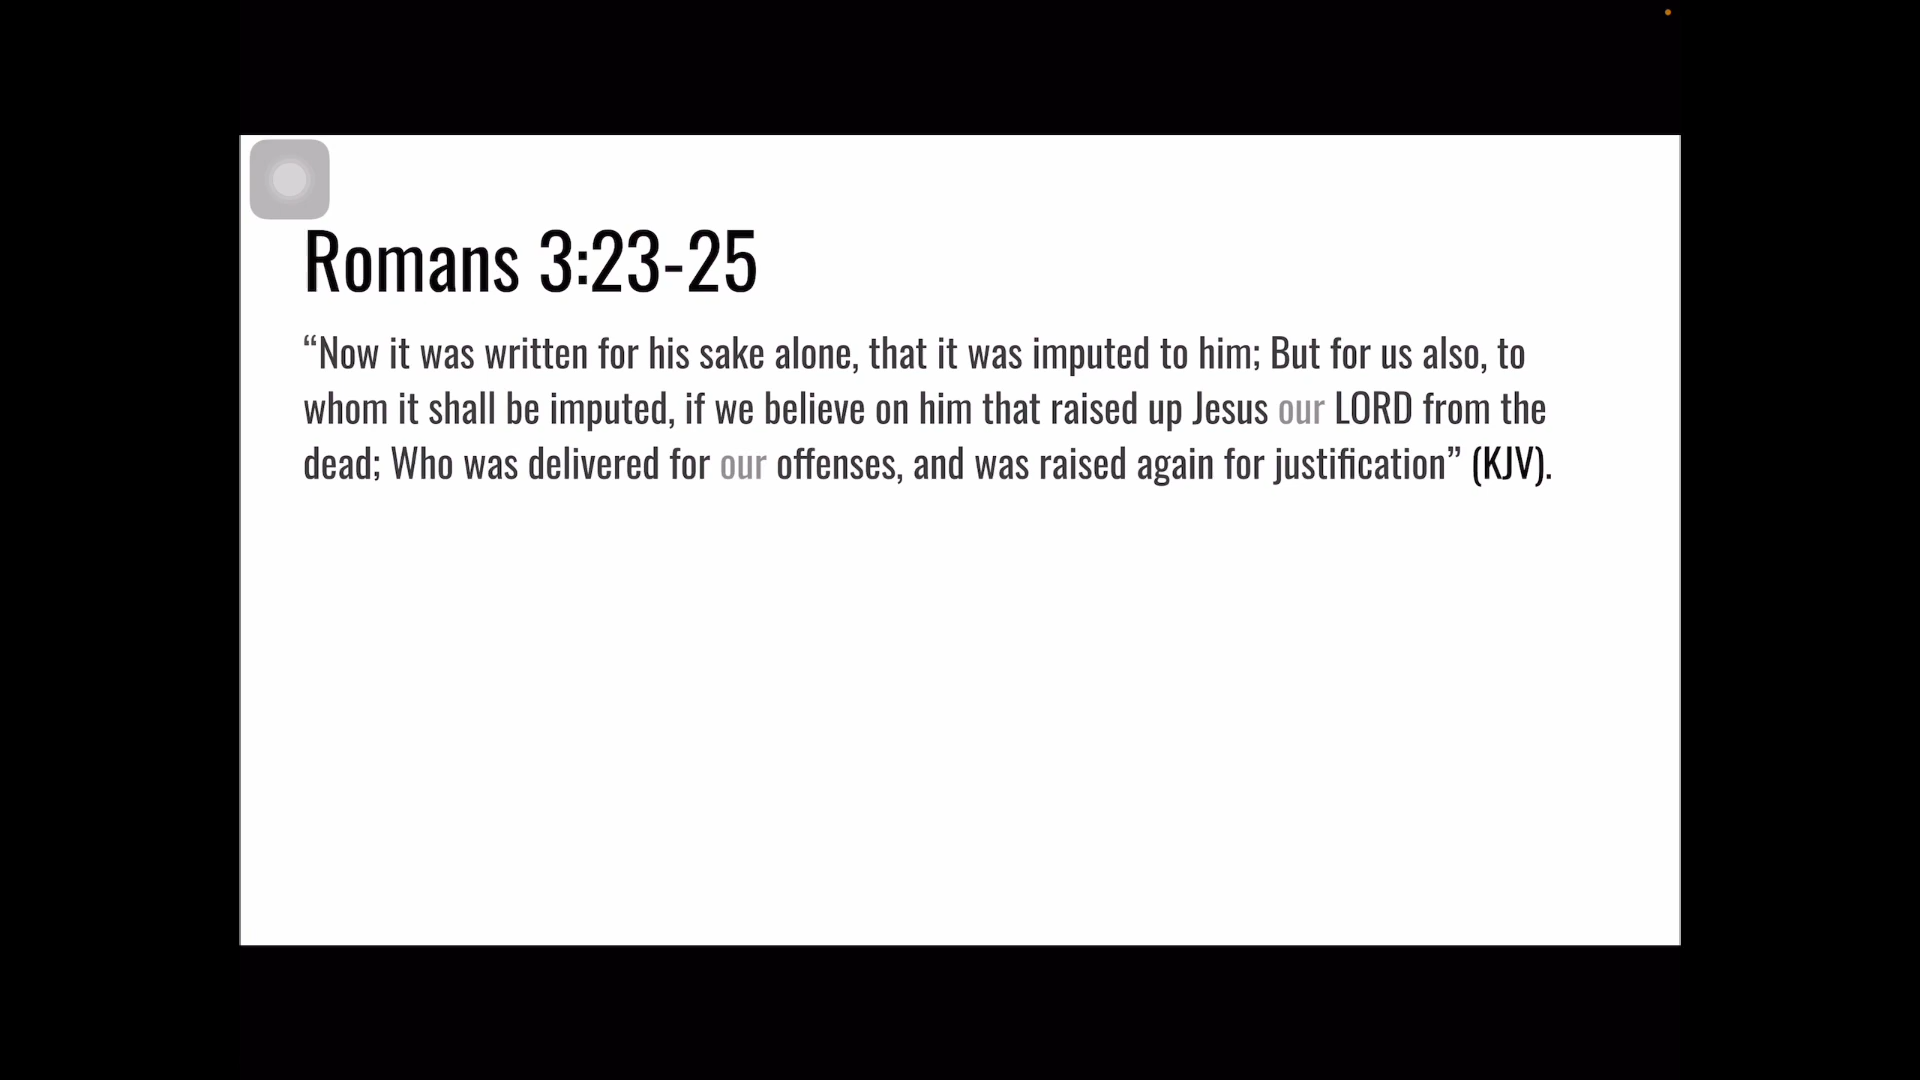 Romans 3:23-25
“Now it was written for his sake alone, that it was imputed to him; But for us also, to
whom it shall be imputed, if we believe on him that raised up Jesus our LORD from the
dead; Who was delivered for our offenses, and was raised again for justification” (KJV).